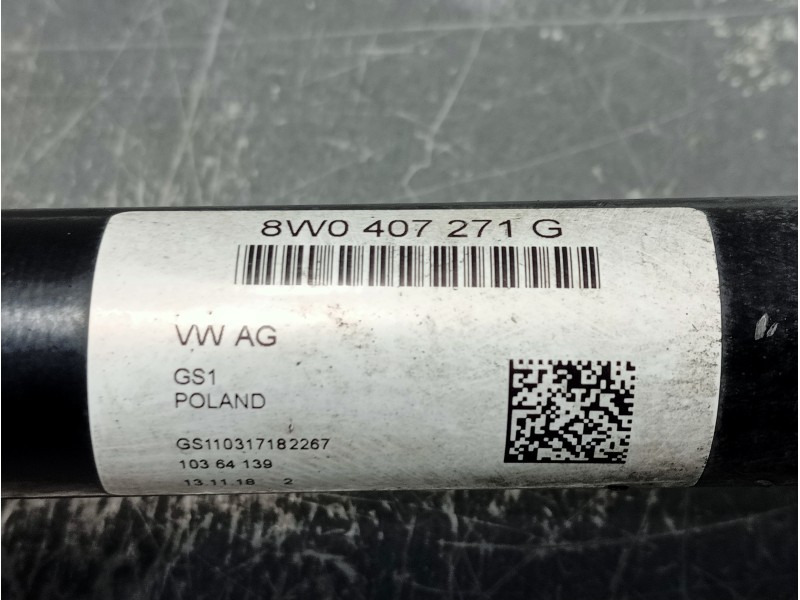 8W0 407 271 G
VW AG
GS1
POLAND
GS110317182267
103 64 139
13.11.18 2